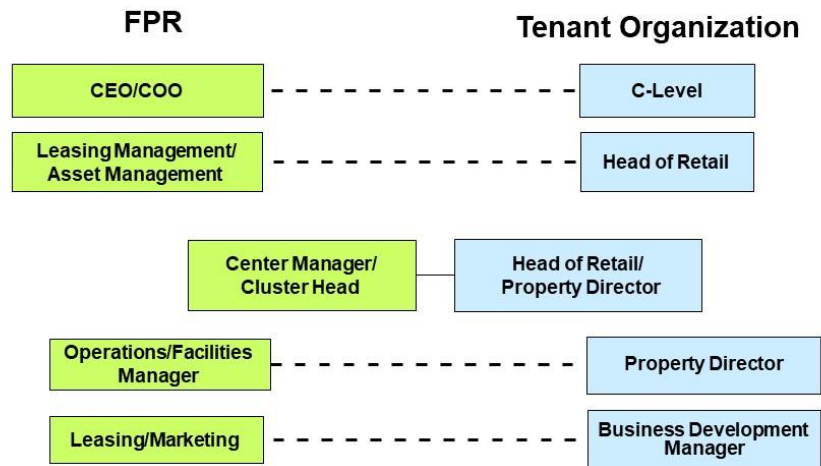 FPR
Tenant Organization
CEO/COO
C-Level
Leasing Management/
Asset Management
Head of Retail
Center Manager/
Cluster Head
Head of Retail/
Property Director
Operations/Facilities
Manager
Property Director
Leasing/Marketing
Business Development
Manager